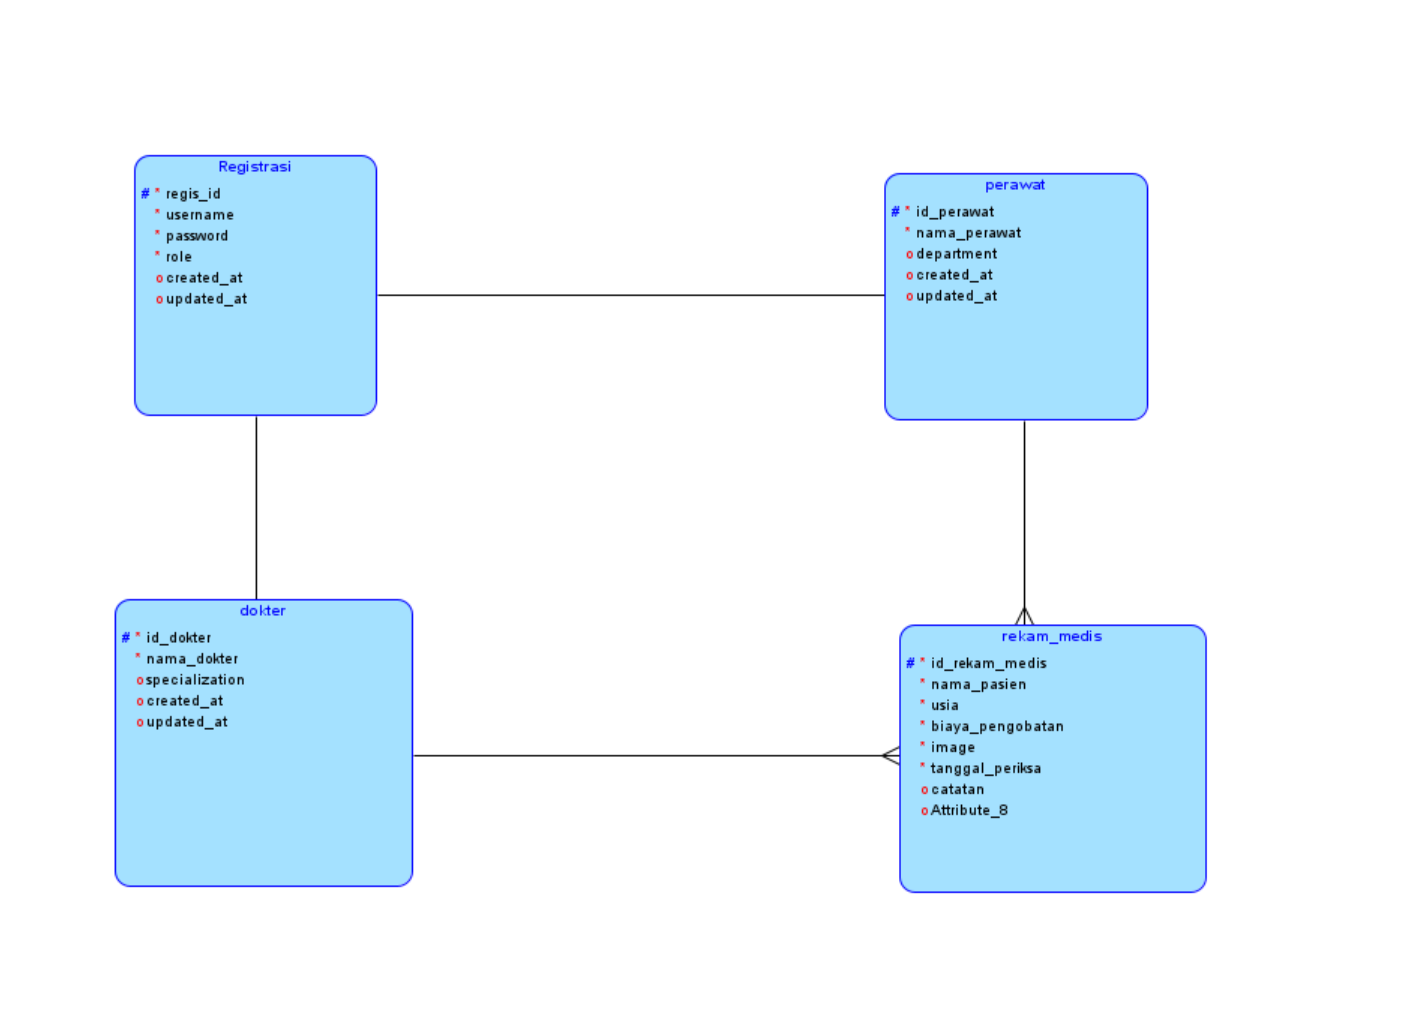 Registrasi
# * regis_id
* username
* password
* role
o created_at
o updated_at
perawat
# * id_perawat
* nama_perawat
o department
o created_at
o updated_at
dokter
# * id_dokter
* nama_dokter
o specialization
o created_at
o updated_at
rekam_medis
# * id_rekam_medis
* nama_pasien
* usia
* biaya_pengobatan
* image
* tanggal_periksa
o catatan
o Attribute_8